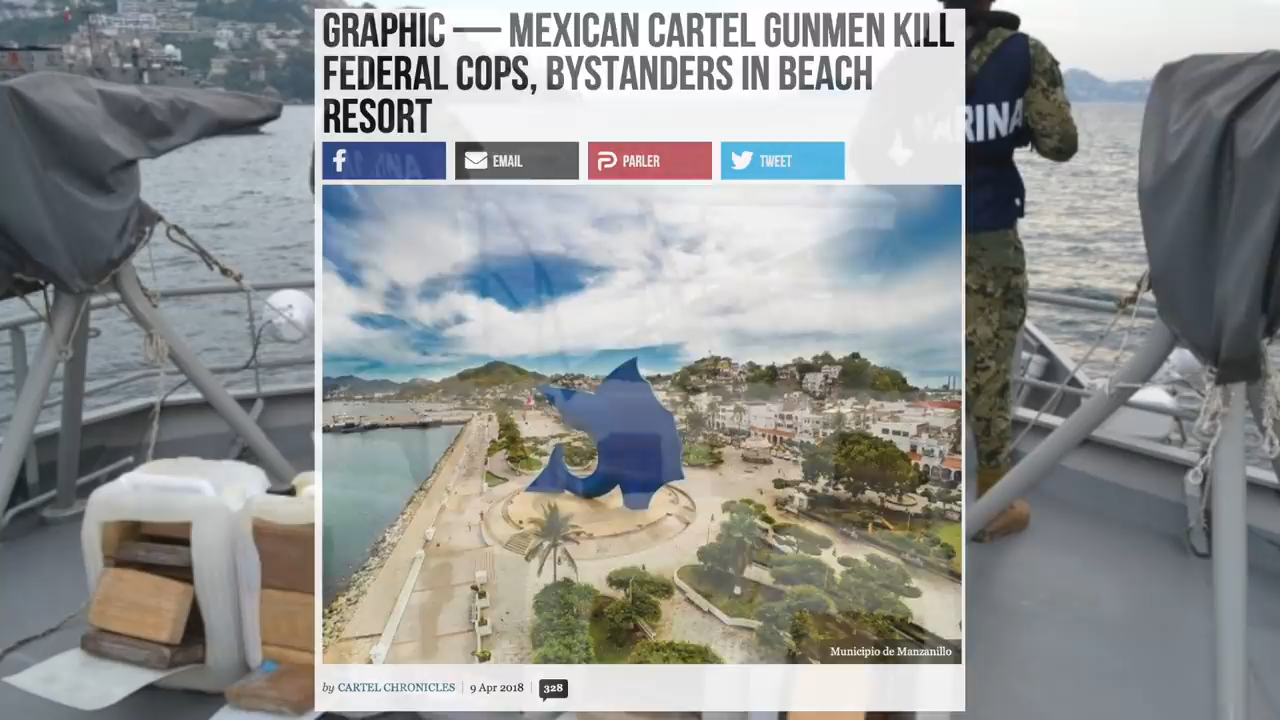 GRAPHIC — MEXICAN CARTEL GUNMEN KILL
FEDERAL COPS, BYSTANDERS IN BEACH
RESORT
EMAIL
PARLER
TWEET
Municipio de Manzanillo
by CARTEL CHRONICLES 9 Apr 2018 328